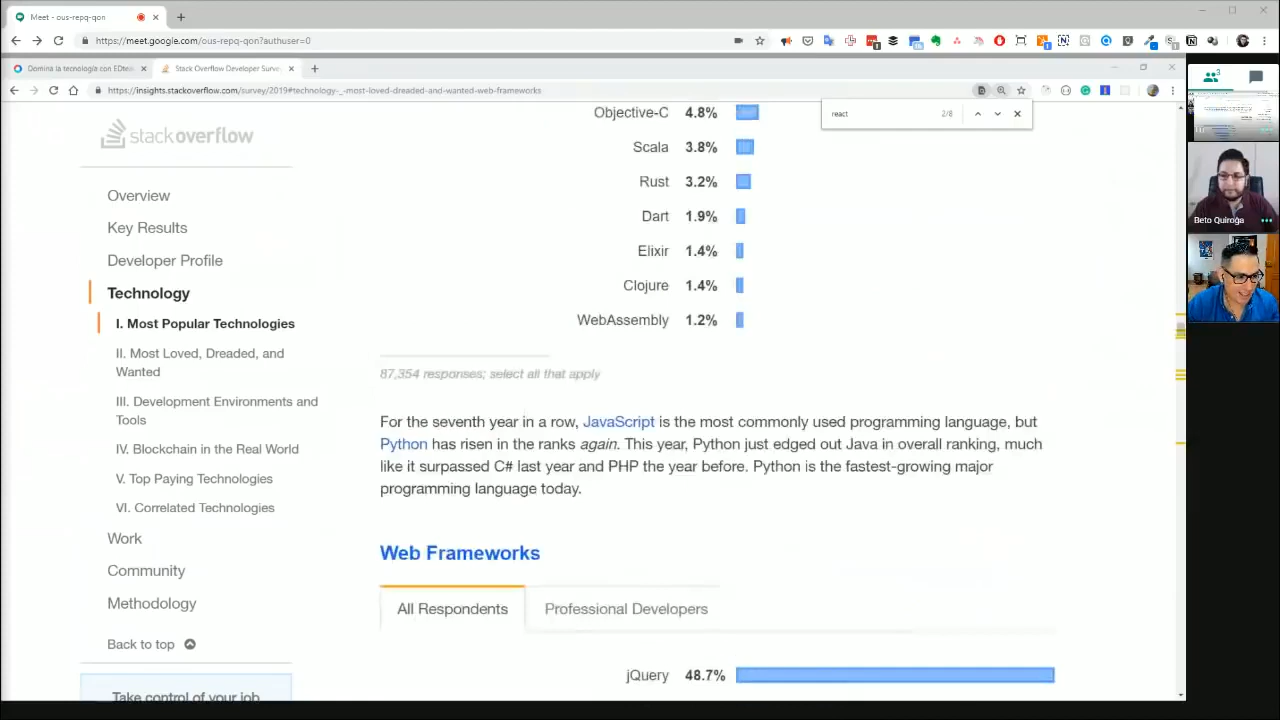 Meet - ous-repq-qon
https://meet.google.com/ous-repq-qon?authuser=0
Domina la tecnología con EDtea
Stack Overflow Developer Surve
https://insights.stackoverflow.com/survey/2019#technology-_-most-loved-dreaded-and-wanted-web-frameworks
react 2/8
stackoverflow
Overview
Key Results
Developer Profile
Technology
I. Most Popular Technologies
II. Most Loved, Dreaded, and
Wanted
III. Development Environments and
Tools
IV. Blockchain in the Real World
V. Top Paying Technologies
VI. Correlated Technologies
Work
Community
Methodology
Back to top
Take control of your job
Objective-C 4.8%
Scala 3.8%
Rust 3.2%
Dart 1.9%
Elixir 1.4%
Clojure 1.4%
WebAssembly 1.2%
87,354 responses; select all that apply
For the seventh year in a row, JavaScript is the most commonly used programming language, but
Python has risen in the ranks again. This year, Python just edged out Java in overall ranking, much
like it surpassed C# last year and PHP the year before. Python is the fastest-growing major
programming language today.
Web Frameworks
All Respondents Professional Developers
jQuery 48.7%
3
Beto Quiroga